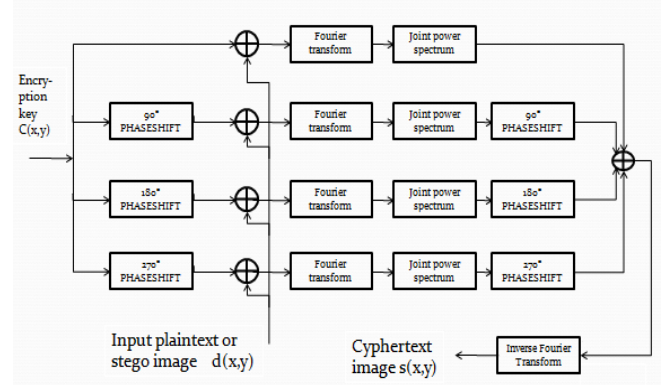 Fourier
transform
Joint power
spectrum
Encry-
ption
key
C(x,y)
90°
PHASESHIFT
Fourier
transform
Joint power
spectrum
90°
PHASESHIFT
180°
PHASESHIFT
Fourier
transform
Joint power
spectrum
180°
PHASESHIFT
270°
PHASESHIFT
Fourier
transform
Joint power
spectrum
270°
PHASESHIFT
Input plaintext or
stego image d(x,y)
Cyphertext
image s(x,y)
Inverse Fourier
Transform